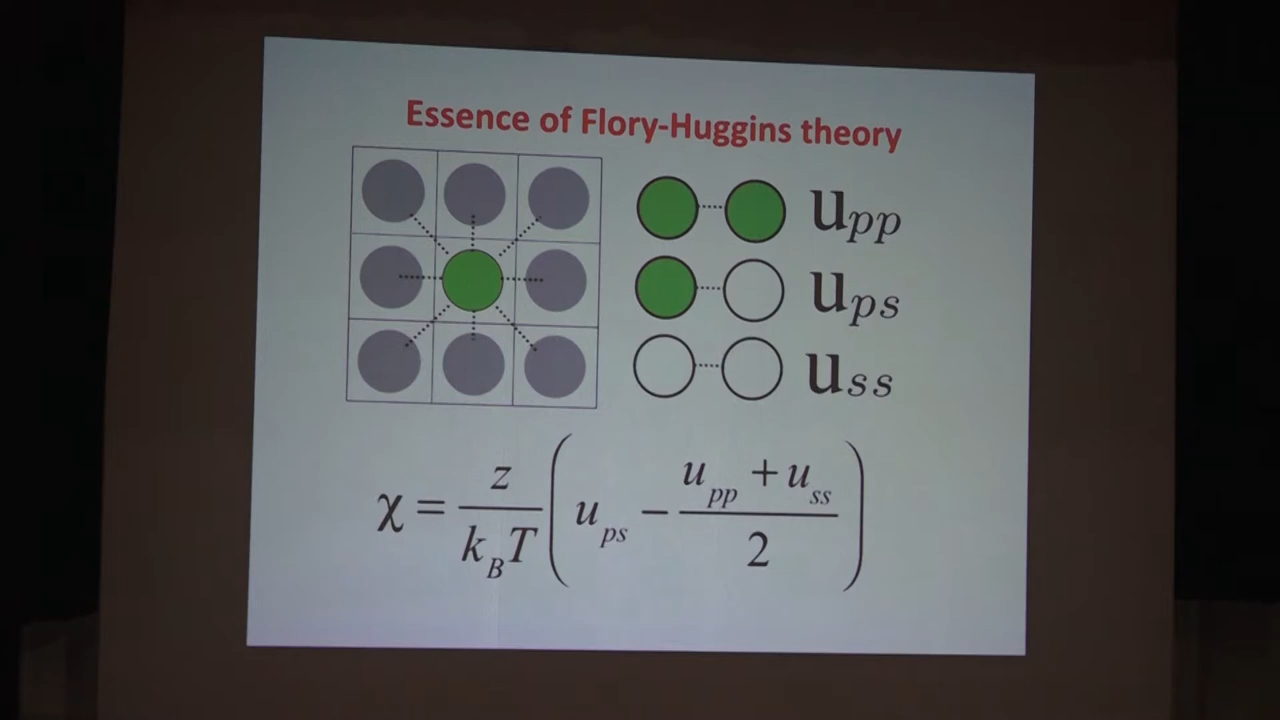 Essence of Flory-Huggins theory
u_pp
u_ps
u_ss
χ = z/(k_B T) (u_ps − (u_pp + u_ss)/2)